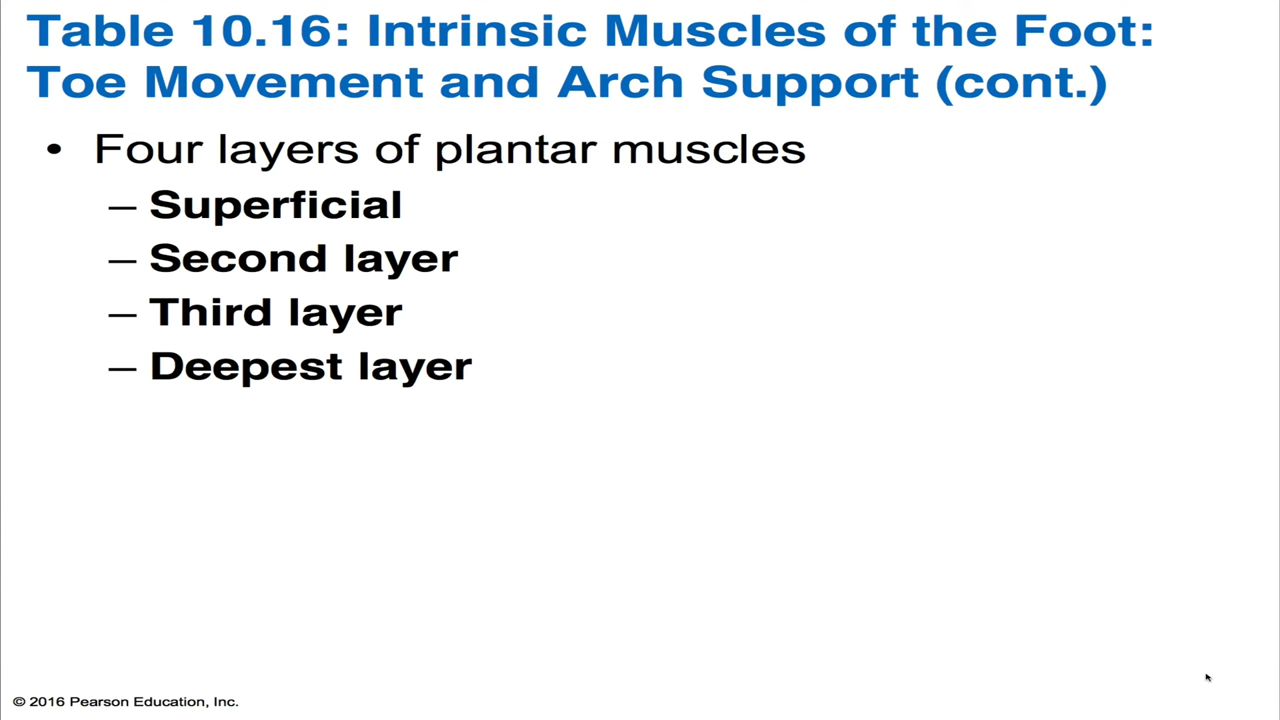 Table 10.16: Intrinsic Muscles of the Foot:
Toe Movement and Arch Support (cont.)
• Four layers of plantar muscles
– Superficial
– Second layer
– Third layer
– Deepest layer
© 2016 Pearson Education, Inc.